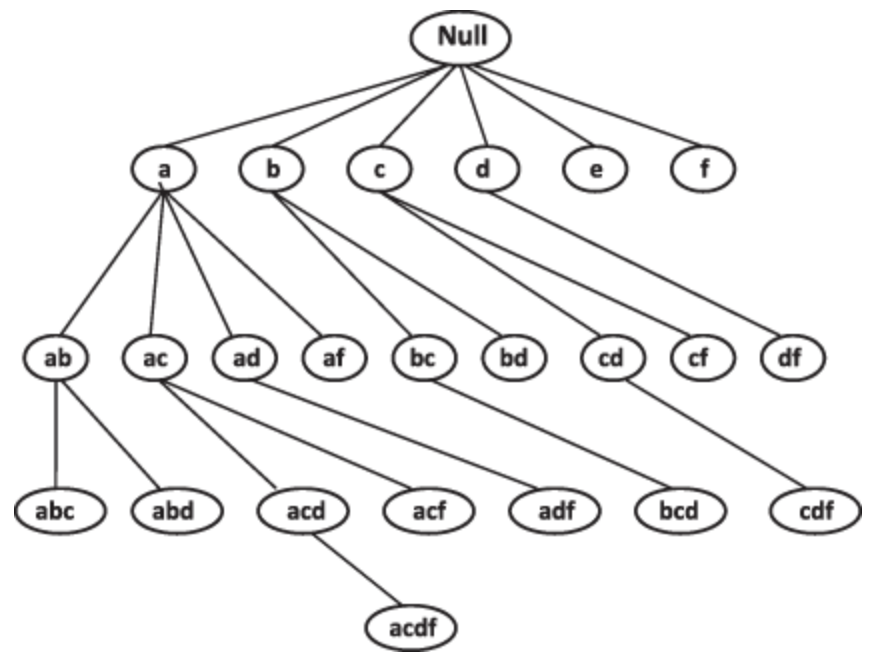 Null
a b c d e f
ab ac ad af bc bd cd cf df
abc abd acd acf adf bcd cdf
acdf